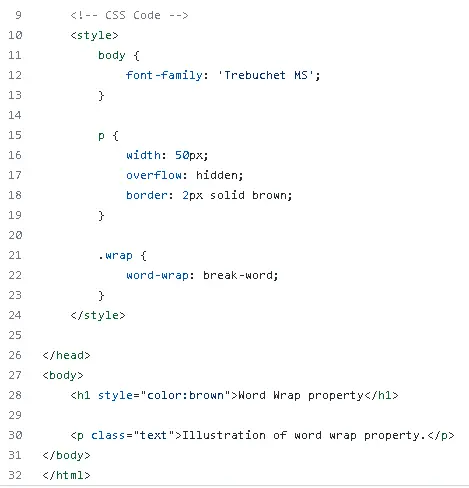 9 <!-- CSS Code -->
10 <style>
11 body {
12 font-family: 'Trebuchet MS';
13 }
14
15 p {
16 width: 50px;
17 overflow: hidden;
18 border: 2px solid brown;
19 }
20
21 .wrap {
22 word-wrap: break-word;
23 }
24 </style>
25
26 </head>
27 <body>
28 <h1 style="color:brown">Word Wrap property</h1>
29
30 <p class="text">Illustration of word wrap property.</p>
31 </body>
32 </html>